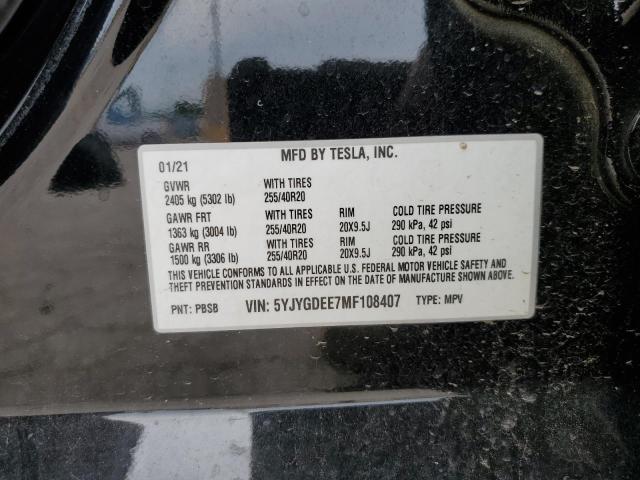 01/21 MFD BY TESLA, INC.
GVWR WITH TIRES
2405 kg (5302 lb) 255/40R20
GAWR FRT WITH TIRES RIM COLD TIRE PRESSURE
1363 kg (3004 lb) 255/40R20 20X9.5J 290 kPa, 42 psi
GAWR RR WITH TIRES RIM COLD TIRE PRESSURE
1500 kg (3306 lb) 255/40R20 20X9.5J 290 kPa, 42 psi
THIS VEHICLE CONFORMS TO ALL APPLICABLE U.S. FEDERAL MOTOR VEHICLE SAFETY AND
THEFT PREVENTION STANDARDS IN EFFECT ON THE DATE OF MANUFACTURE SHOWN ABOVE.
PNT: PBSB VIN: 5YJYGDEE7MF108407 TYPE: MPV